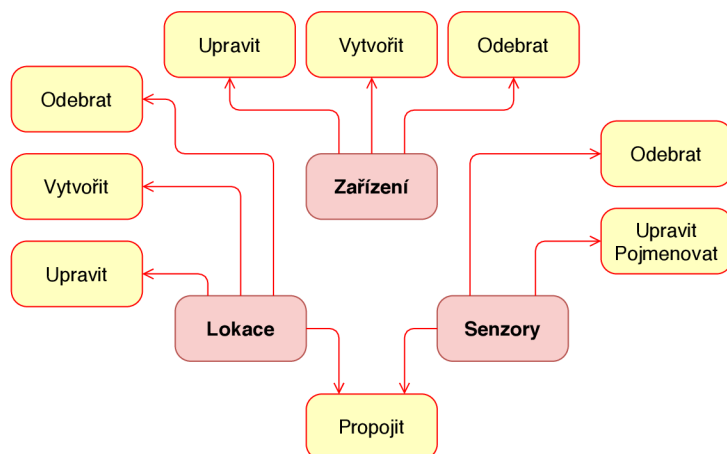 Upravit
Vytvořit
Odebrat
Odebrat
Zařízení
Odebrat
Vytvořit
Upravit
Pojmenovat
Upravit
Lokace
Senzory
Propojit